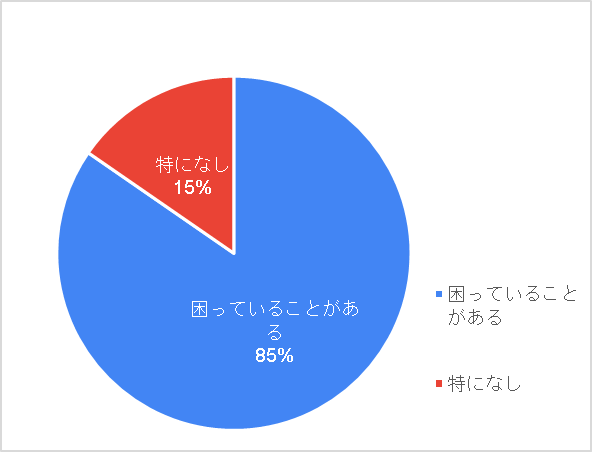 特になし
15%
困っていることがあ
る
85%
困っていること
がある
特になし